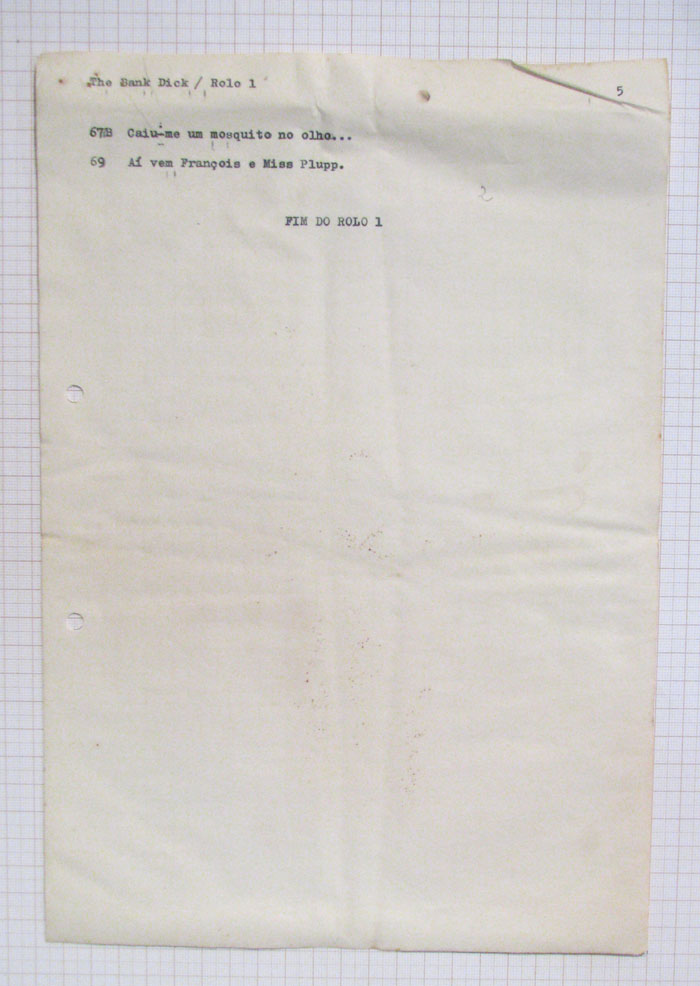 The Bank Dick / Rolo 1
5
67B Caiu-me um mosquito no olho...
69 Aí vem François e Miss Plupp.
2
FIM DO ROLO 1